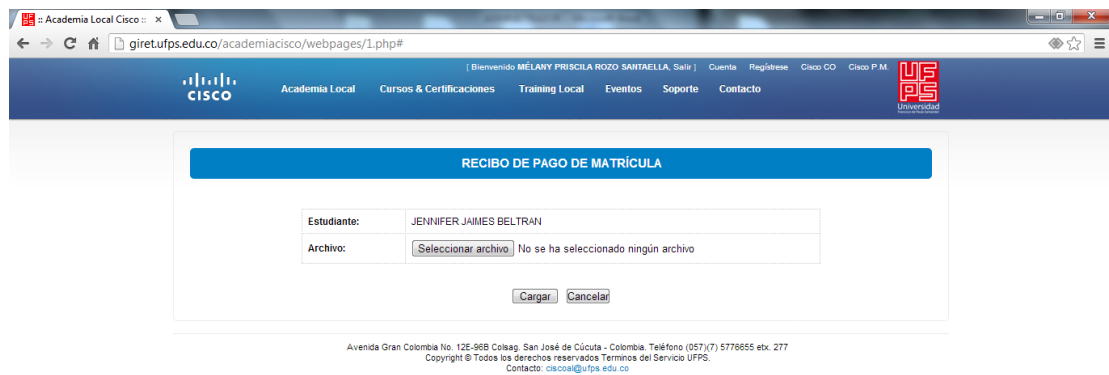 :: Academia Local Cisco ::
giret.ufps.edu.co/academiacisco/webpages/1.php#
[ Bienvenido MÉLANY PRISCILA ROZO SANTAELLA, Salir ] Cuenta Regístrese Cisco CO Cisco P.M.
CISCO
Academia Local Cursos & Certificaciones Training Local Eventos Soporte Contacto
UFPS
Universidad
RECIBO DE PAGO DE MATRÍCULA
Estudiante: JENNIFER JAIMES BELTRAN
Archivo: Seleccionar archivo No se ha seleccionado ningún archivo
Cargar Cancelar
Avenida Gran Colombia No. 12E-96B Colsag. San José de Cúcuta - Colombia. Teléfono (057)(7) 5776655 etx. 277
Copyright © Todos los derechos reservados Terminos del Servicio UFPS.
Contacto: ciscoal@ufps.edu.co